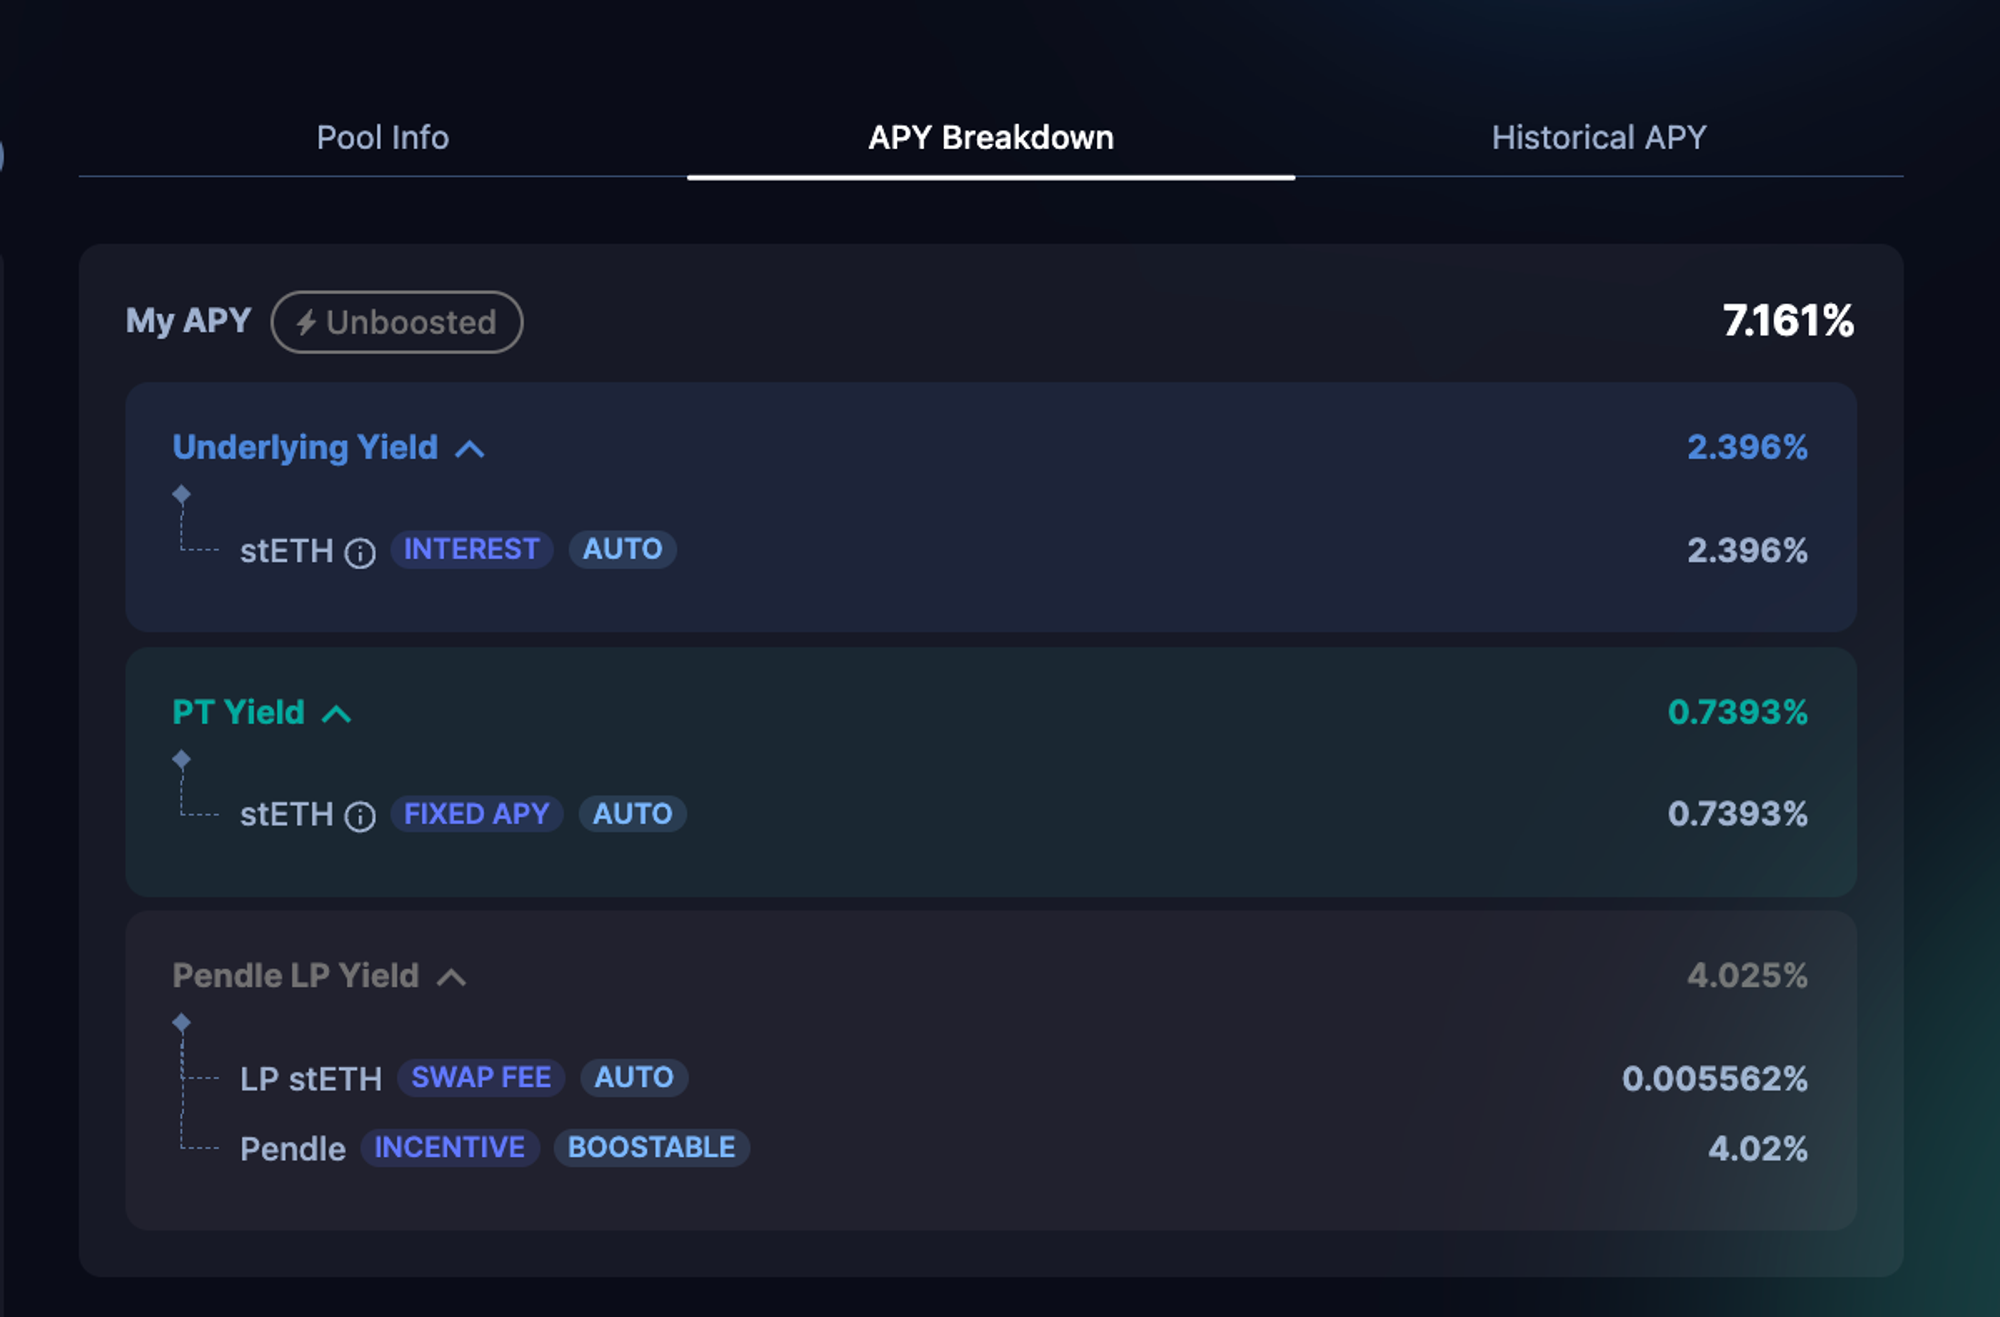 Pool Info APY Breakdown Historical APY
My APY Unboosted 7.161%
Underlying Yield 2.396%
stETH INTEREST AUTO 2.396%
PT Yield 0.7393%
stETH FIXED APY AUTO 0.7393%
Pendle LP Yield 4.025%
LP stETH SWAP FEE AUTO 0.005562%
Pendle INCENTIVE BOOSTABLE 4.02%